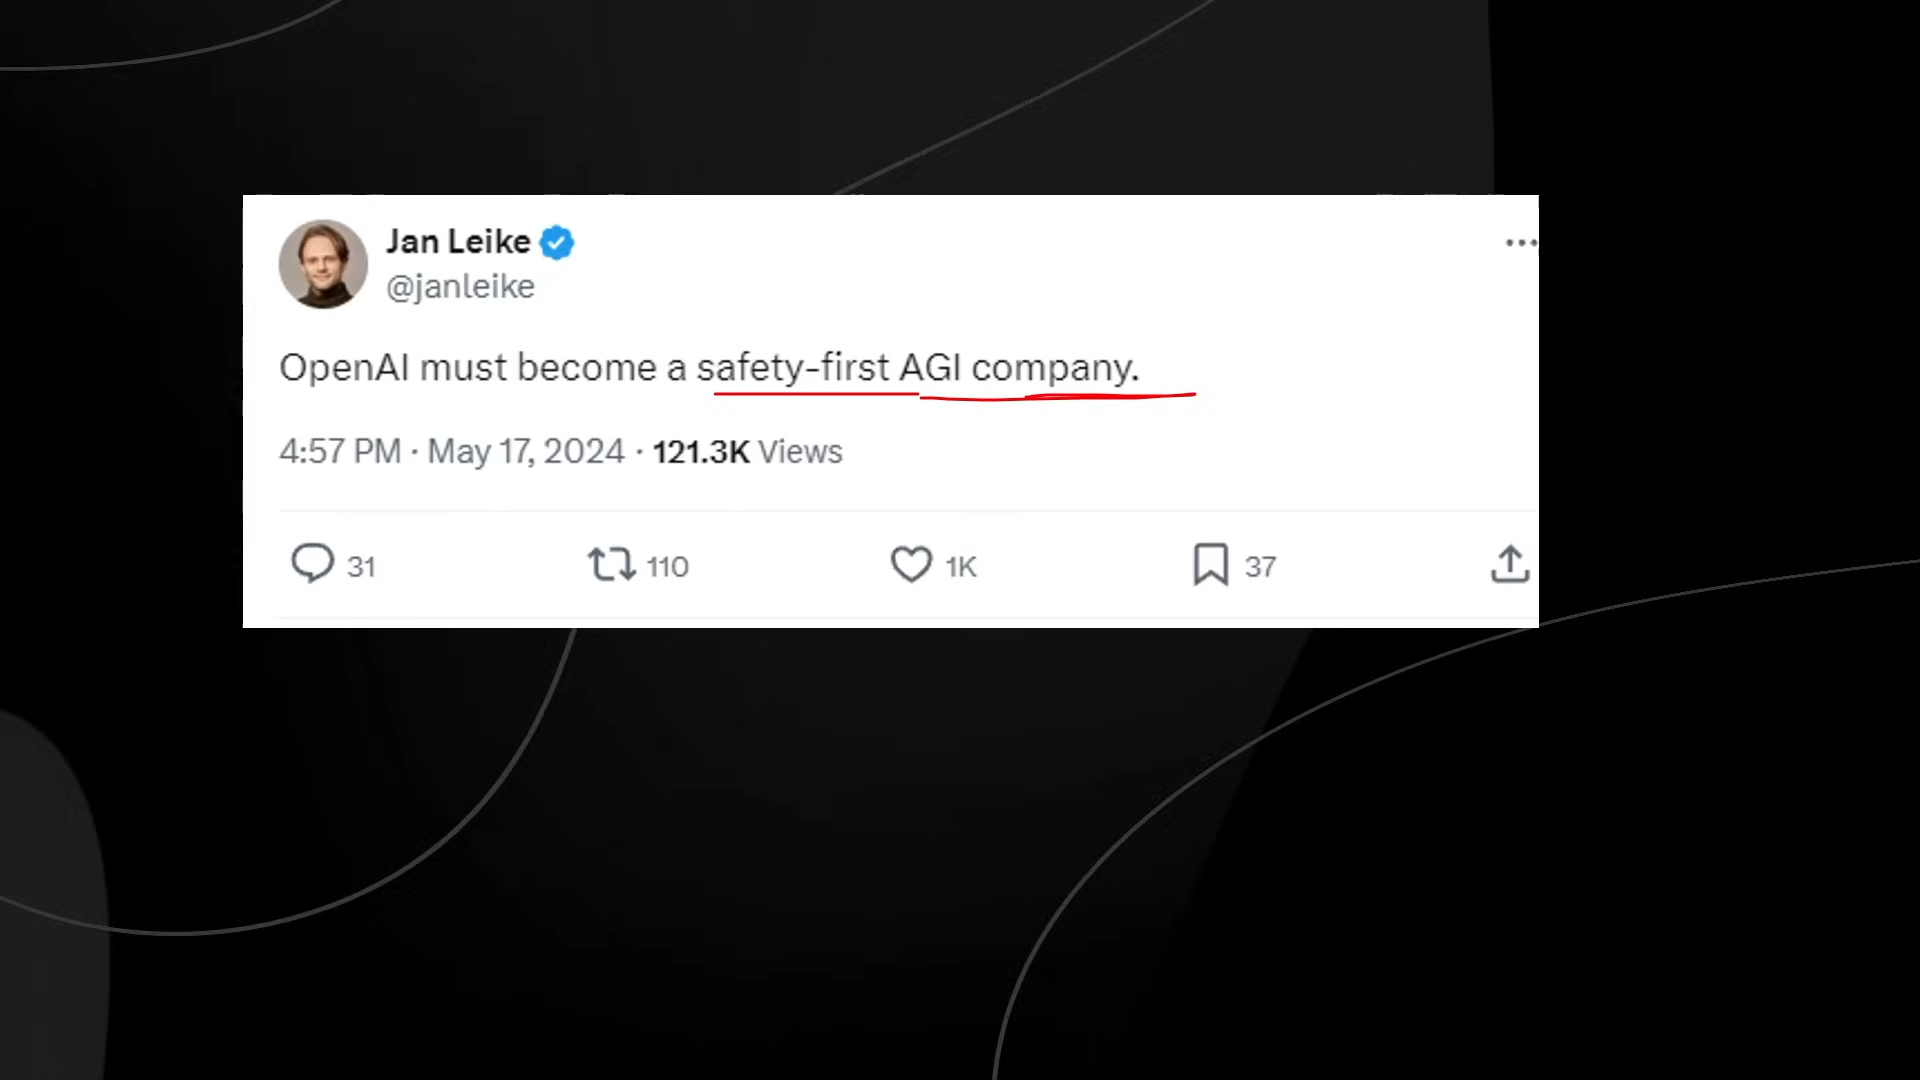 Jan Leike
@janleike
OpenAI must become a safety-first AGI company.
4:57 PM · May 17, 2024 · 121.3K Views
31 110 1K 37